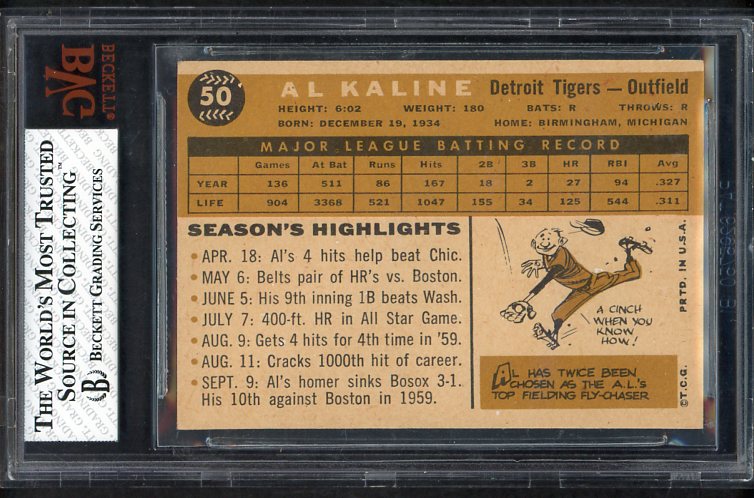 BECKETT
BVG
THE WORLD'S MOST TRUSTED™
SOURCE IN COLLECTING
BECKETT GRADING SERVICES
50
AL KALINE Detroit Tigers — Outfield
HEIGHT: 6:02 WEIGHT: 180 BATS: R THROWS: R
BORN: DECEMBER 19, 1934 HOME: BIRMINGHAM, MICHIGAN
MAJOR LEAGUE BATTING RECORD
Games At Bat Runs Hits 2B 3B HR RBI Avg
YEAR 136 511 86 167 18 2 27 94 .327
LIFE 904 3368 521 1047 155 34 125 544 .311
SEASON'S HIGHLIGHTS
• APR. 18: Al's 4 hits help beat Chic.
• MAY 6: Belts pair of HR's vs. Boston.
• JUNE 5: His 9th inning 1B beats Wash.
• JULY 7: 400-ft. HR in All Star Game.
• AUG. 9: Gets 4 hits for 4th time in '59.
• AUG. 11: Cracks 1000th hit of career.
• SEPT. 9: Al's homer sinks Bosox 3-1.
His 10th against Boston in 1959.
A CINCH
WHEN YOU
KNOW
HOW!
AL HAS TWICE BEEN
CHOSEN AS THE A.L.'S
TOP FIELDING FLY-CHASER
©T.C.G. PRTD. IN U.S.A.